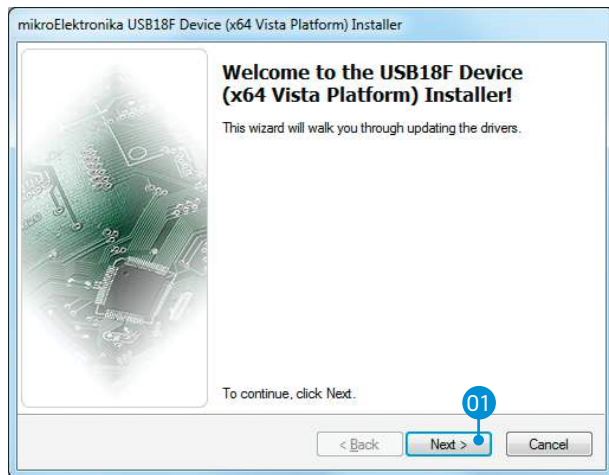 mikroElektronika USB18F Device (x64 Vista Platform) Installer
Welcome to the USB18F Device
(x64 Vista Platform) Installer!
This wizard will walk you through updating the drivers.
To continue, click Next.
01
< Back Next > Cancel